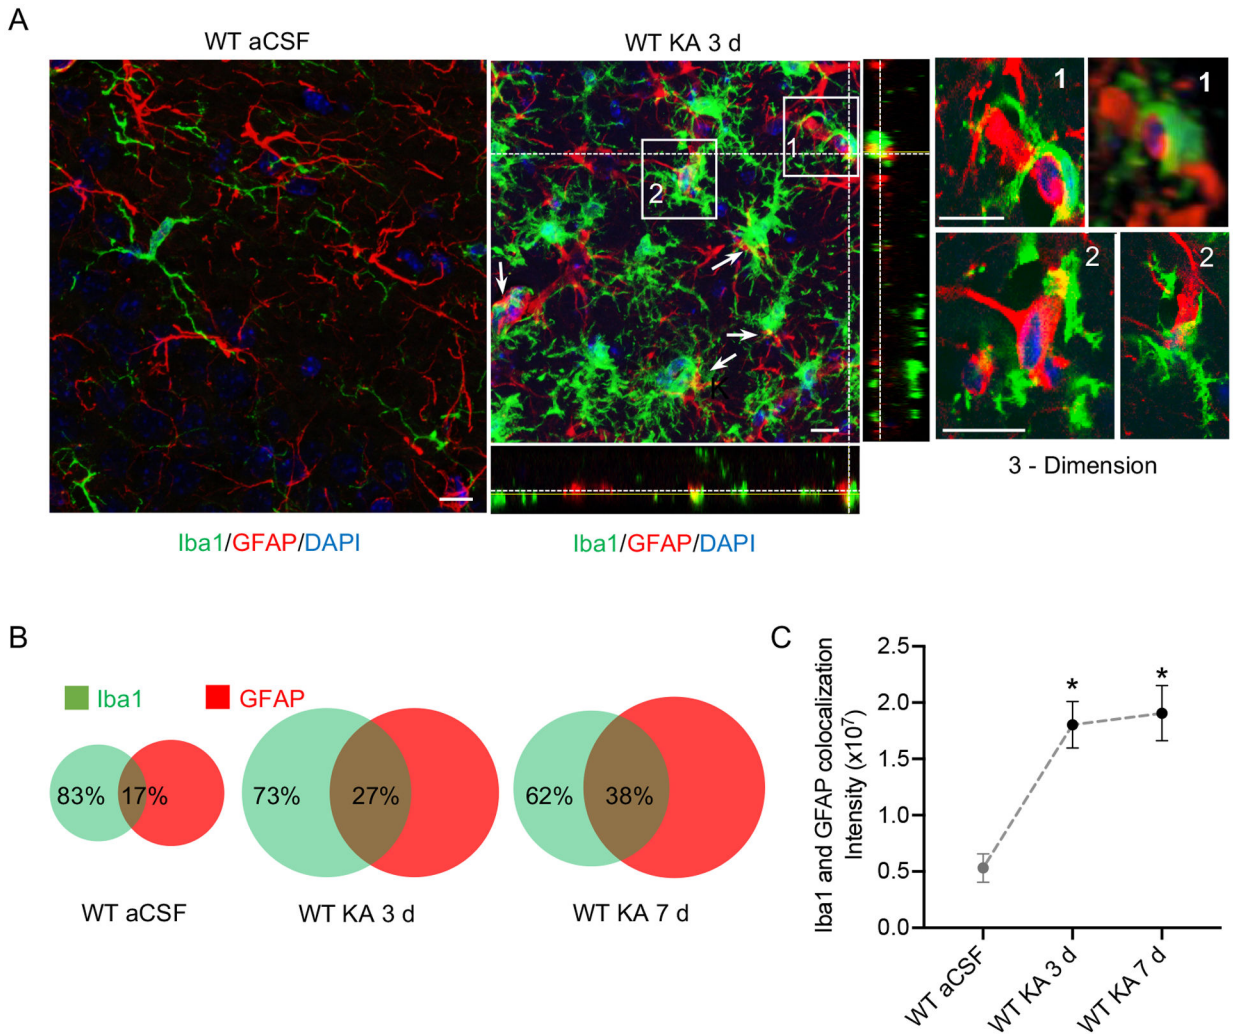 A
WT aCSF
WT KA 3 d
1
2
K
1
1
2
2
3 - Dimension
Iba1/GFAP/DAPI
Iba1/GFAP/DAPI
B
Iba1
GFAP
83%
17%
73%
27%
62%
38%
WT aCSF
WT KA 3 d
WT KA 7 d
C
Iba1 and GFAP colocalization
Intensity (x10⁷)
2.5
2.0
1.5
1.0
0.5
0.0
*
*
WT aCSF
WT KA 3 d
WT KA 7 d